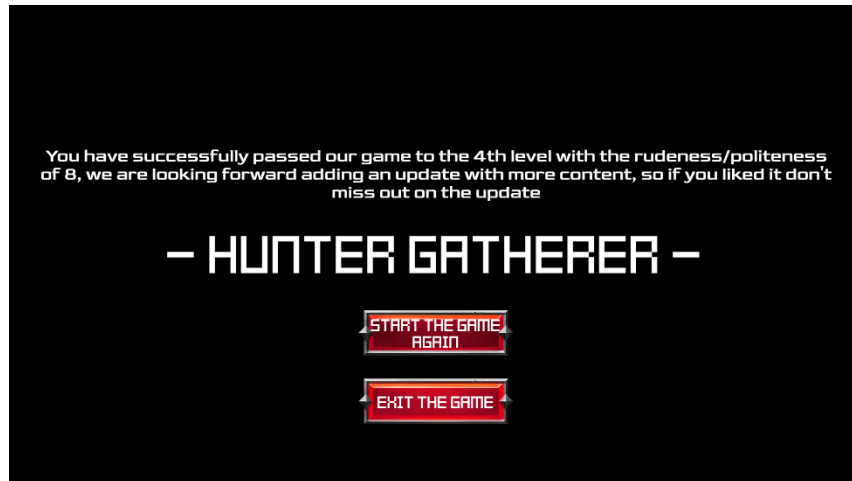 You have successfully passed our game to the 4th level with the rudeness/politeness
of 8, we are looking forward adding an update with more content, so if you liked it don't
miss out on the update
– HUNTER GATHERER –
START THE GAME
AGAIN
EXIT THE GAME